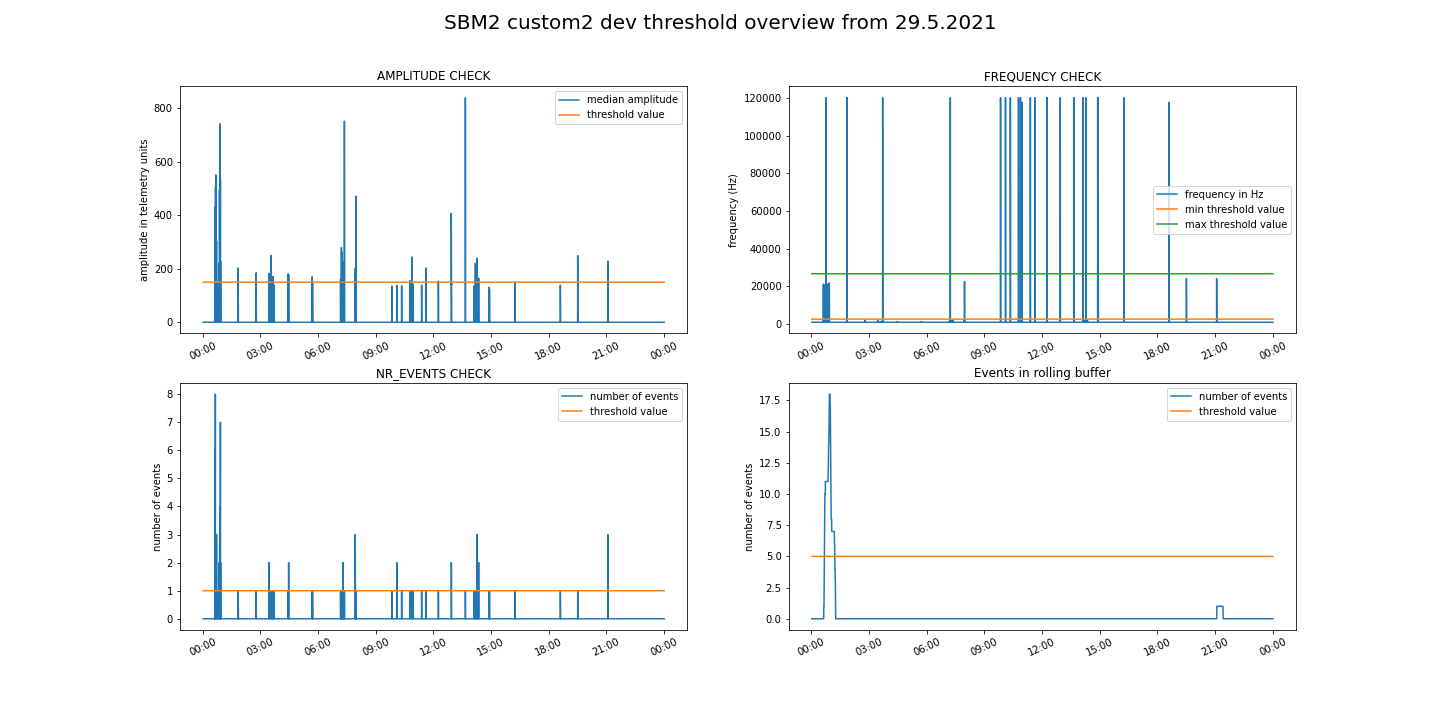 SBM2 custom2 dev threshold overview from 29.5.2021
AMPLITUDE CHECK
amplitude in telemetry units
800
600
400
200
0
median amplitude
threshold value
00:00 03:00 06:00 09:00 12:00 15:00 18:00 21:00 00:00
FREQUENCY CHECK
frequency (Hz)
120000
100000
80000
60000
40000
20000
0
frequency in Hz
min threshold value
max threshold value
00:00 03:00 06:00 09:00 12:00 15:00 18:00 21:00 00:00
NR_EVENTS CHECK
number of events
8
7
6
5
4
3
2
1
0
number of events
threshold value
00:00 03:00 06:00 09:00 12:00 15:00 18:00 21:00 00:00
Events in rolling buffer
number of events
17.5
15.0
12.5
10.0
7.5
5.0
2.5
0.0
number of events
threshold value
00:00 03:00 06:00 09:00 12:00 15:00 18:00 21:00 00:00